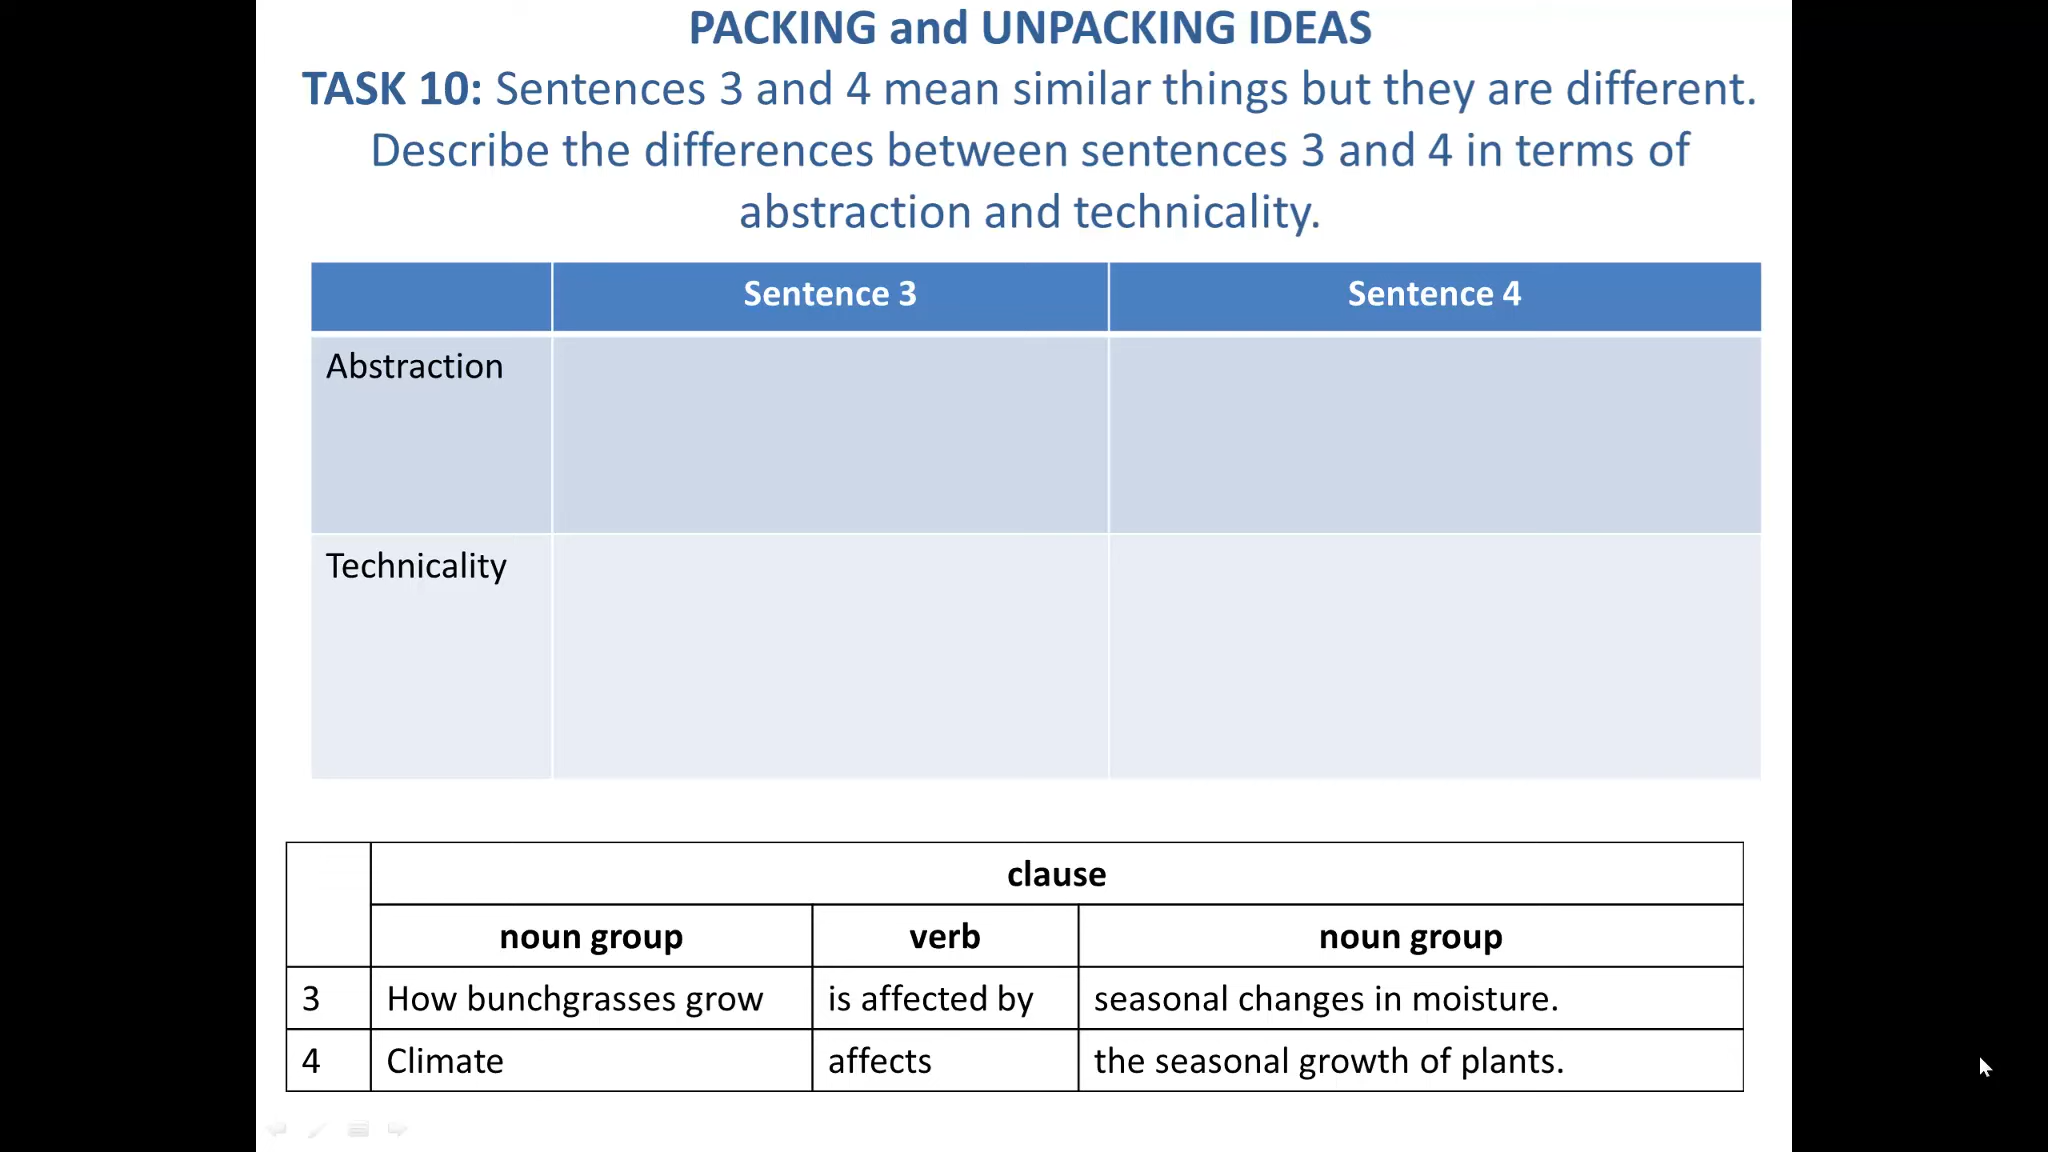 PACKING and UNPACKING IDEAS
TASK 10: Sentences 3 and 4 mean similar things but they are different.
Describe the differences between sentences 3 and 4 in terms of
abstraction and technicality.
Sentence 3 Sentence 4
Abstraction
Technicality
clause
noun group verb noun group
3 How bunchgrasses grow is affected by seasonal changes in moisture.
4 Climate affects the seasonal growth of plants.